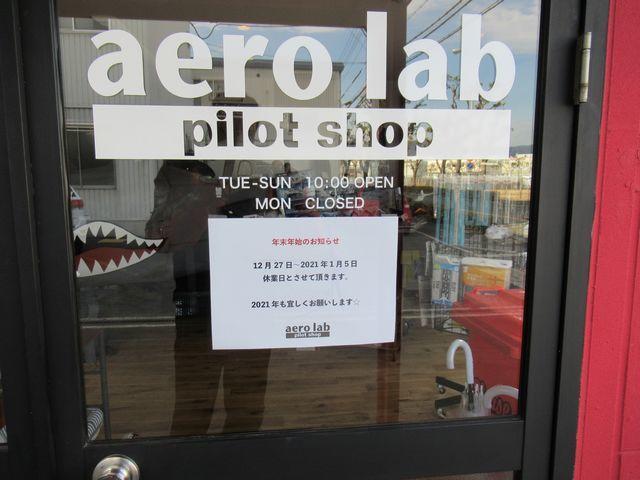 aero lab
pilot shop
TUE-SUN 10:00 OPEN
MON CLOSED
年末年始のお知らせ
12月27日~2021年1月5日
休業日とさせて頂きます。
2021年も宜しくお願いします☆
aero lab
pilot shop